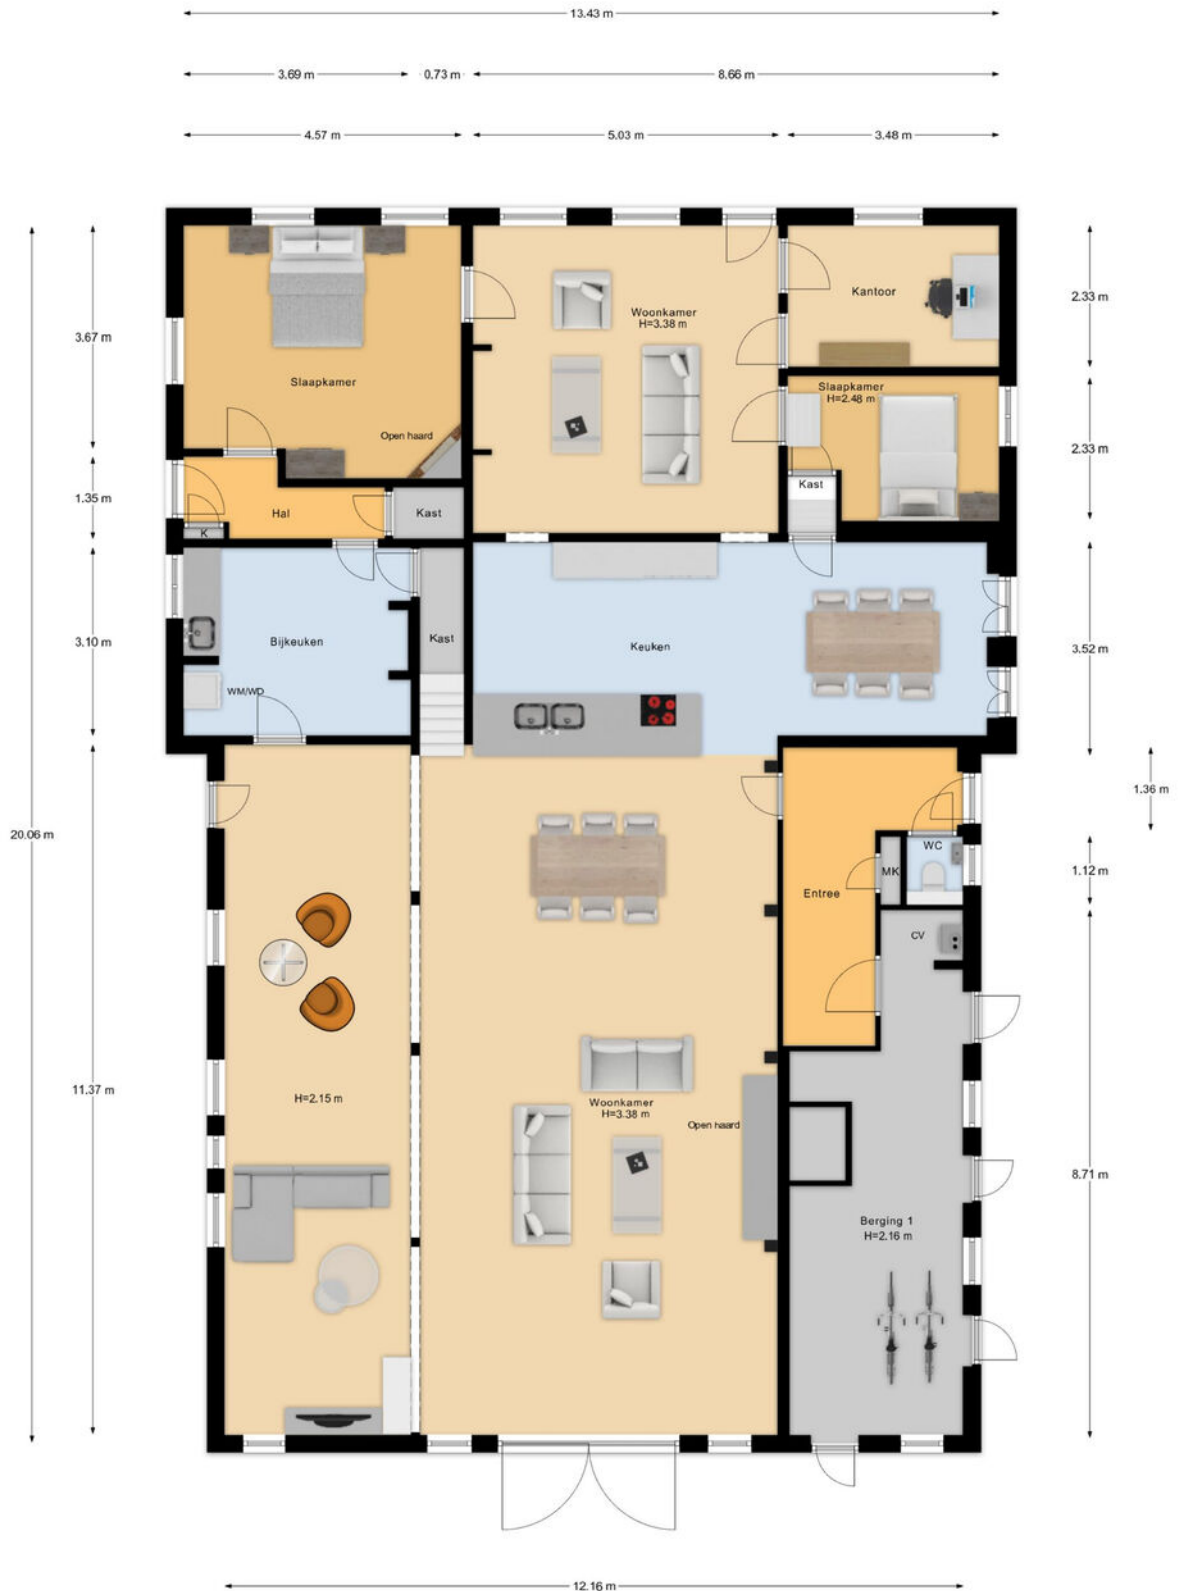 13.43 m
3.69 m
0.73 m
8.66 m
4.57 m
5.03 m
3.48 m
Woonkamer
H=3.38 m
Kantoor
2.33 m
3.67 m
Slaapkamer
Slaapkamer
H=2.48 m
Open haard
2.33 m
Kast
1.35 m
Hal
Kast
K
3.10 m
Bijkeuken
Kast
Keuken
3.52 m
WM/WD
1.36 m
20.06 m
WC
1.12 m
MK
Entree
CV
11.37 m
H=2.15 m
Woonkamer
H=3.38 m
Open haard
8.71 m
Berging 1
H=2.16 m
12.16 m